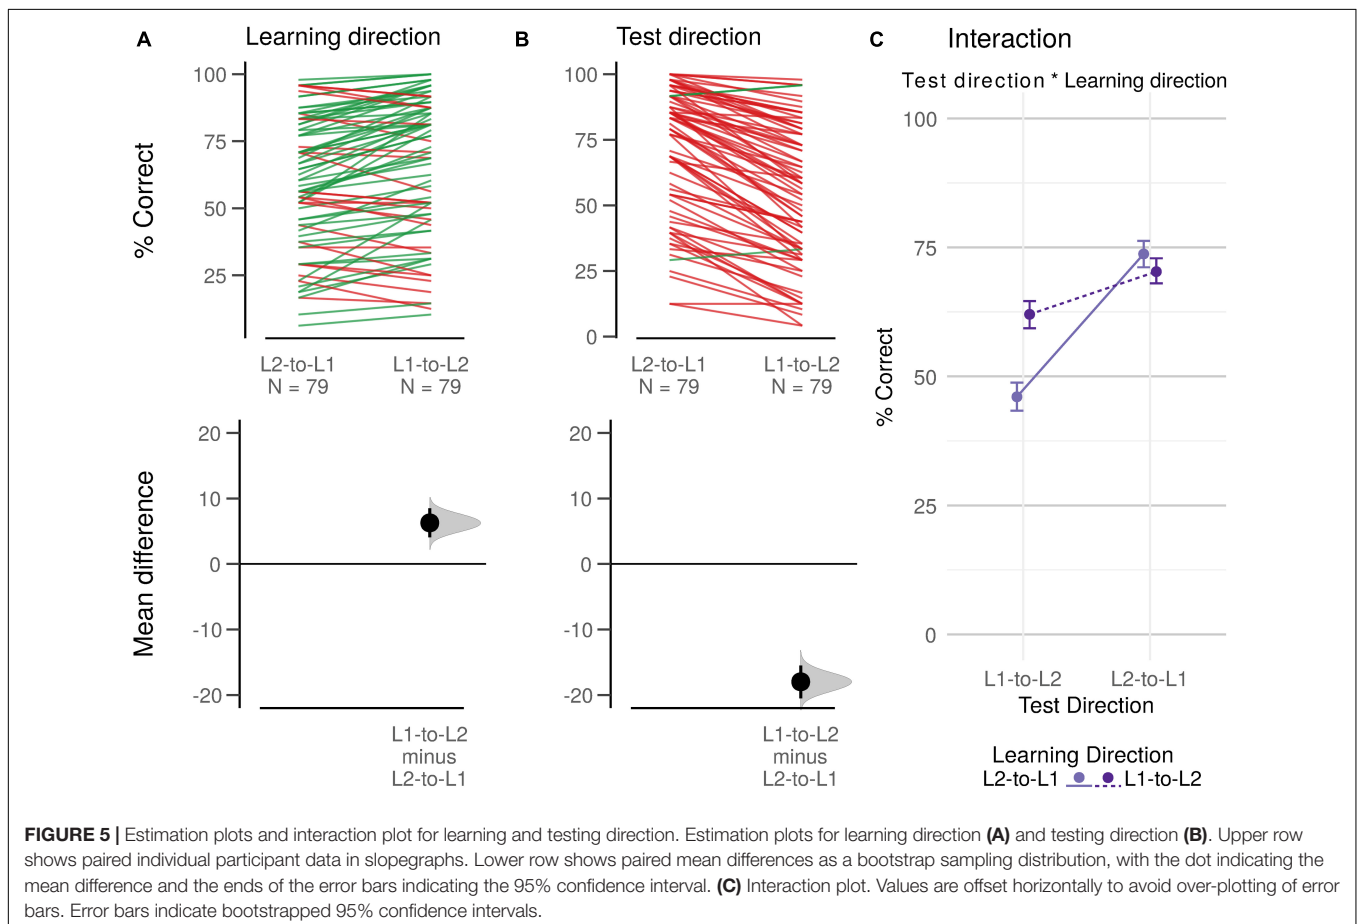 A Learning direction
% Correct
100
75
50
25
L2-to-L1 L1-to-L2
N = 79 N = 79
Mean difference
20
10
0
-10
-20
L1-to-L2
minus
L2-to-L1
B Test direction
100
75
50
25
0
L2-to-L1 L1-to-L2
N = 79 N = 79
20
10
0
-10
-20
L1-to-L2
minus
L2-to-L1
C Interaction
Test direction * Learning direction
% Correct
100
75
50
25
0
L1-to-L2 L2-to-L1
Test Direction
Learning Direction
L2-to-L1 L1-to-L2
FIGURE 5 | Estimation plots and interaction plot for learning and testing direction. Estimation plots for learning direction (A) and testing direction (B). Upper row
shows paired individual participant data in slopegraphs. Lower row shows paired mean differences as a bootstrap sampling distribution, with the dot indicating the
mean difference and the ends of the error bars indicating the 95% confidence interval. (C) Interaction plot. Values are offset horizontally to avoid over-plotting of error
bars. Error bars indicate bootstrapped 95% confidence intervals.